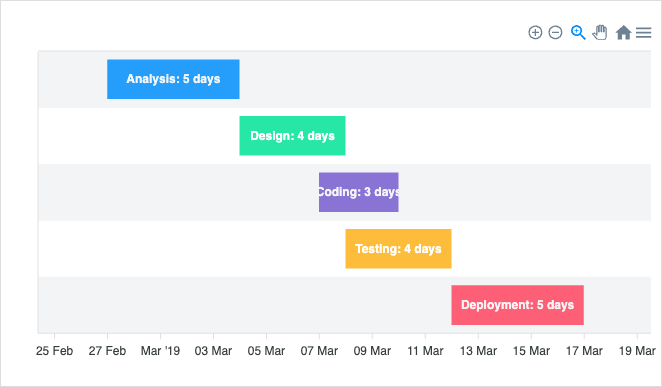 Analysis: 5 days
Design: 4 days
Coding: 3 days
Testing: 4 days
Deployment: 5 days
25 Feb 27 Feb Mar '19 03 Mar 05 Mar 07 Mar 09 Mar 11 Mar 13 Mar 15 Mar 17 Mar 19 Mar